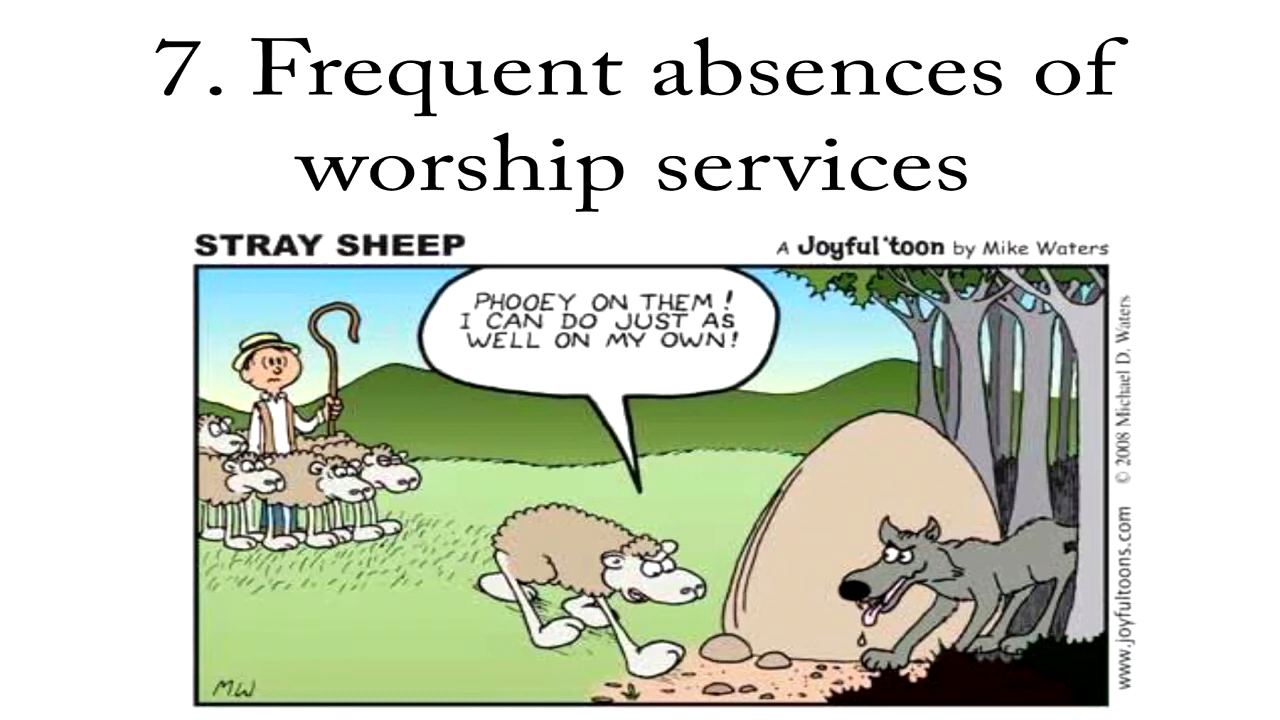 7. Frequent absences of
worship services
STRAY SHEEP
A Joyful 'toon by Mike Waters
PHOOEY ON THEM!
I CAN DO JUST AS
WELL ON MY OWN!
www.joyfultoons.com © 2008 Michael D. Waters
MW